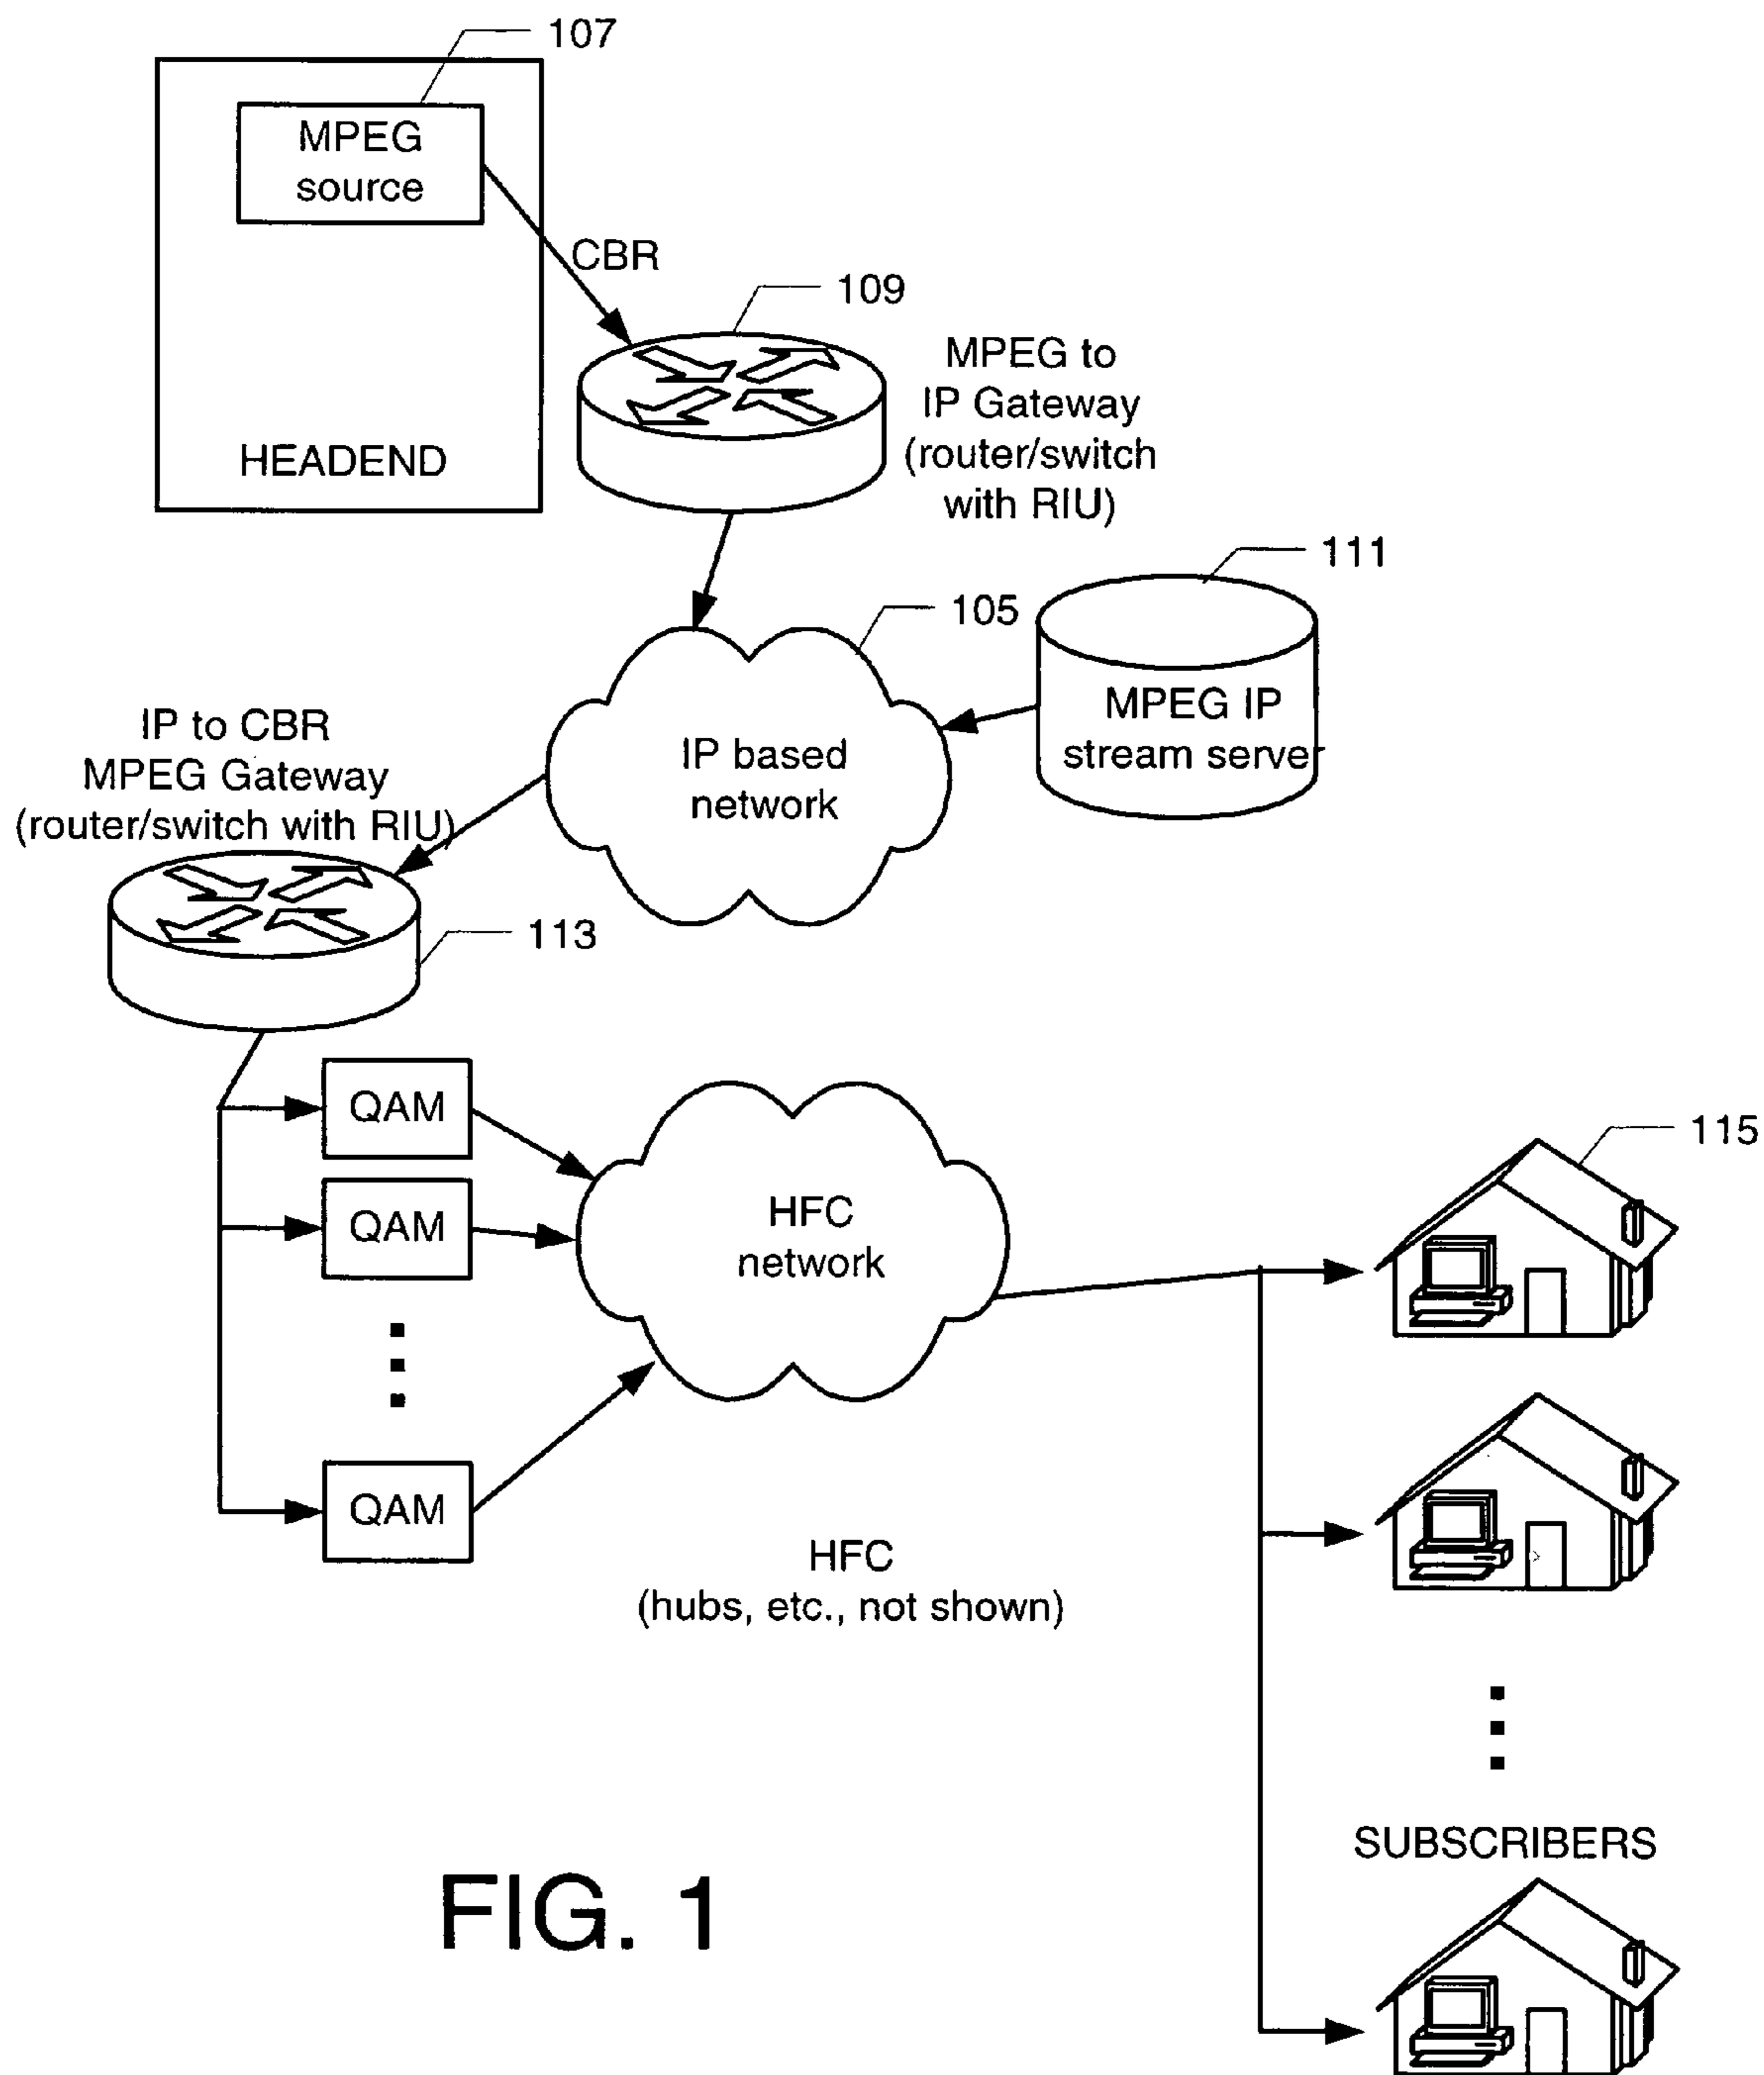 107
MPEG
source
CBR
109
HEADEND
MPEG to
IP Gateway
(router/switch
with RIU)
111
105
MPEG IP
stream server
IP based
network
IP to CBR
MPEG Gateway
(router/switch with RIU)
113
QAM
QAM
QAM
HFC
network
115
HFC
(hubs, etc., not shown)
SUBSCRIBERS
FIG. 1